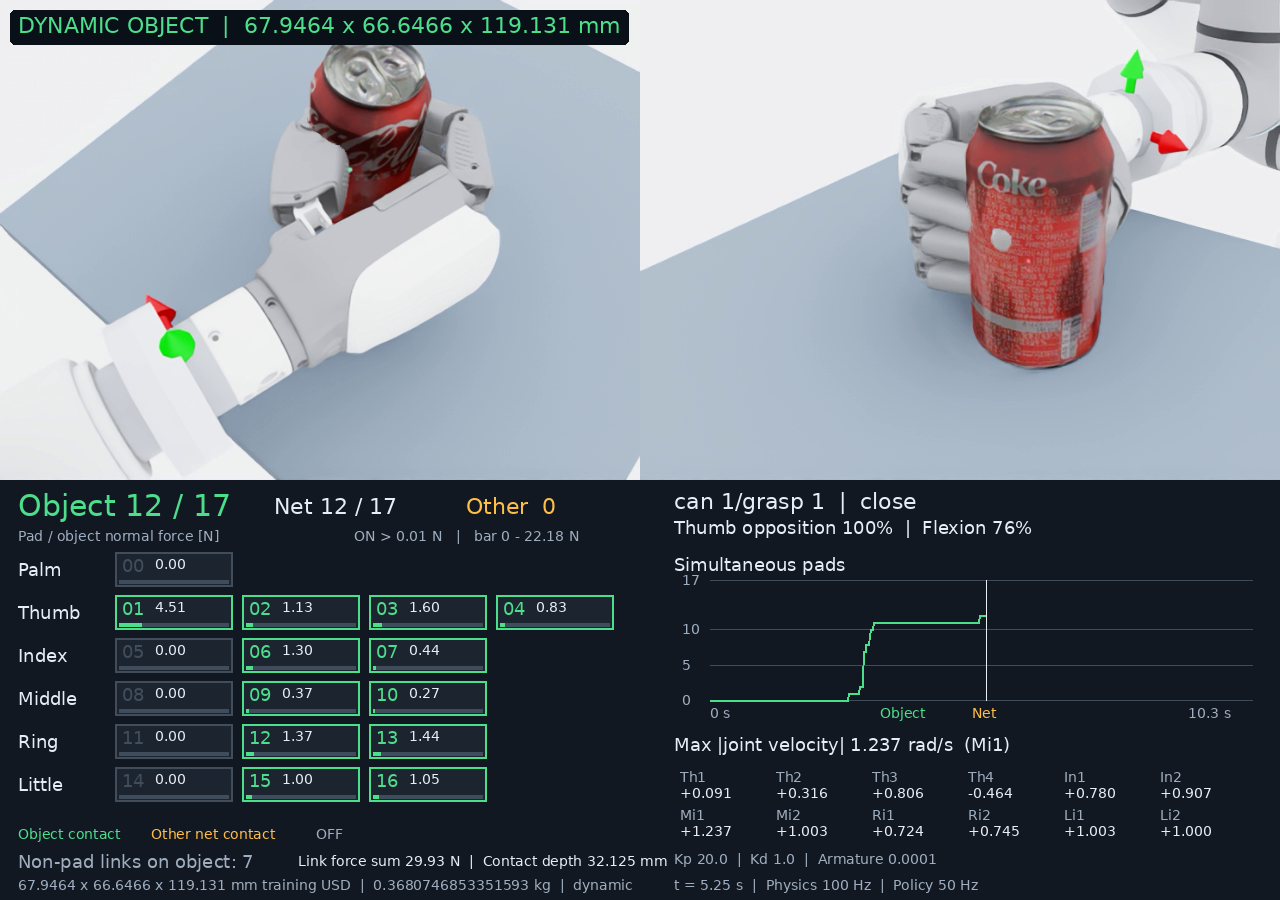 DYNAMIC OBJECT | 67.9464 x 66.6466 x 119.131 mm
Coke
Object 12 / 17 Net 12 / 17 Other 0
Pad / object normal force [N] ON > 0.01 N | bar 0 - 22.18 N
Palm 00 0.00
Thumb 01 4.51 02 1.13 03 1.60 04 0.83
Index 05 0.00 06 1.30 07 0.44
Middle 08 0.00 09 0.37 10 0.27
Ring 11 0.00 12 1.37 13 1.44
Little 14 0.00 15 1.00 16 1.05
Object contact Other net contact OFF
Non-pad links on object: 7 Link force sum 29.93 N | Contact depth 32.125 mm
67.9464 x 66.6466 x 119.131 mm training USD | 0.3680746853351593 kg | dynamic
can 1/grasp 1 | close
Thumb opposition 100% | Flexion 76%
Simultaneous pads
17
10
5
0
0 s Object Net 10.3 s
Max |joint velocity| 1.237 rad/s (Mi1)
Th1 Th2 Th3 Th4 In1 In2
+0.091 +0.316 +0.806 -0.464 +0.780 +0.907
Mi1 Mi2 Ri1 Ri2 Li1 Li2
+1.237 +1.003 +0.724 +0.745 +1.003 +1.000
Kp 20.0 | Kd 1.0 | Armature 0.0001
t = 5.25 s | Physics 100 Hz | Policy 50 Hz